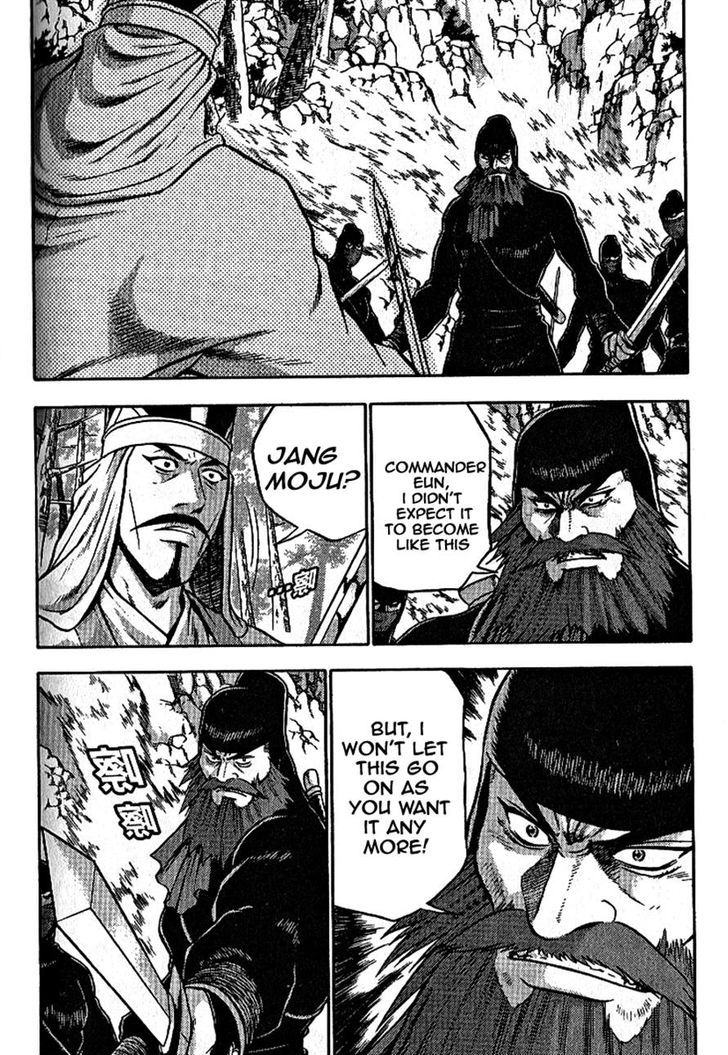 JANG
MOJU?
COMMANDER
EUN,
I DIDN'T
EXPECT IT
TO BECOME
LIKE THIS
BUT, I
WON'T LET
THIS GO
ON AS
YOU WANT
IT ANY
MORE!